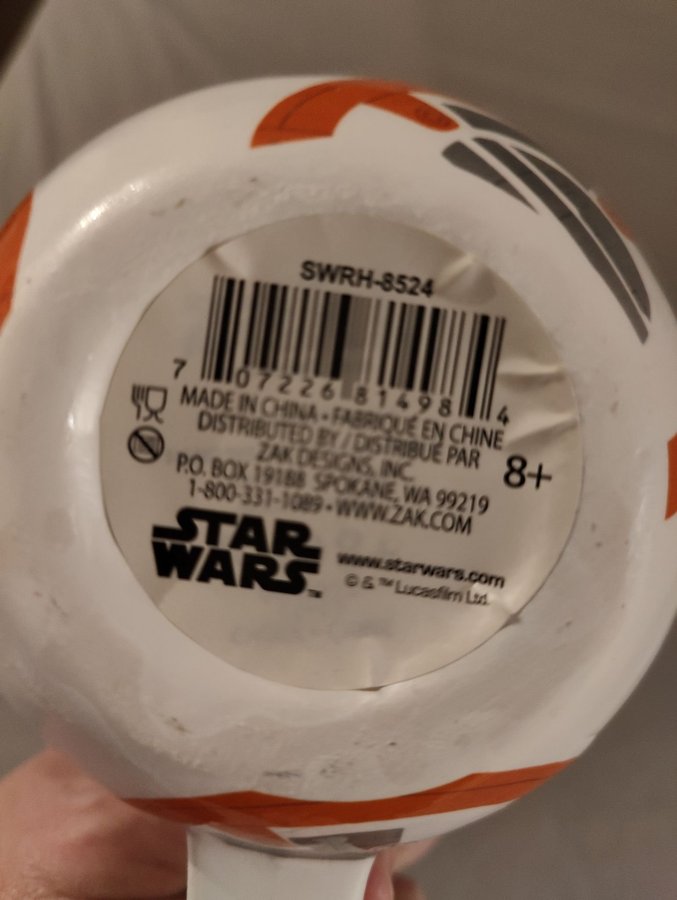 SWRH-8524
7 07226 81498 4
MADE IN CHINA • FABRIQUÉ EN CHINE
DISTRIBUTED BY / DISTRIBUÉ PAR
ZAK DESIGNS, INC.
8+
P.O. BOX 19188 SPOKANE, WA 99219
1-800-331-1089 • WWW.ZAK.COM
STAR
WARS™
www.starwars.com
© & ™ Lucasfilm Ltd.